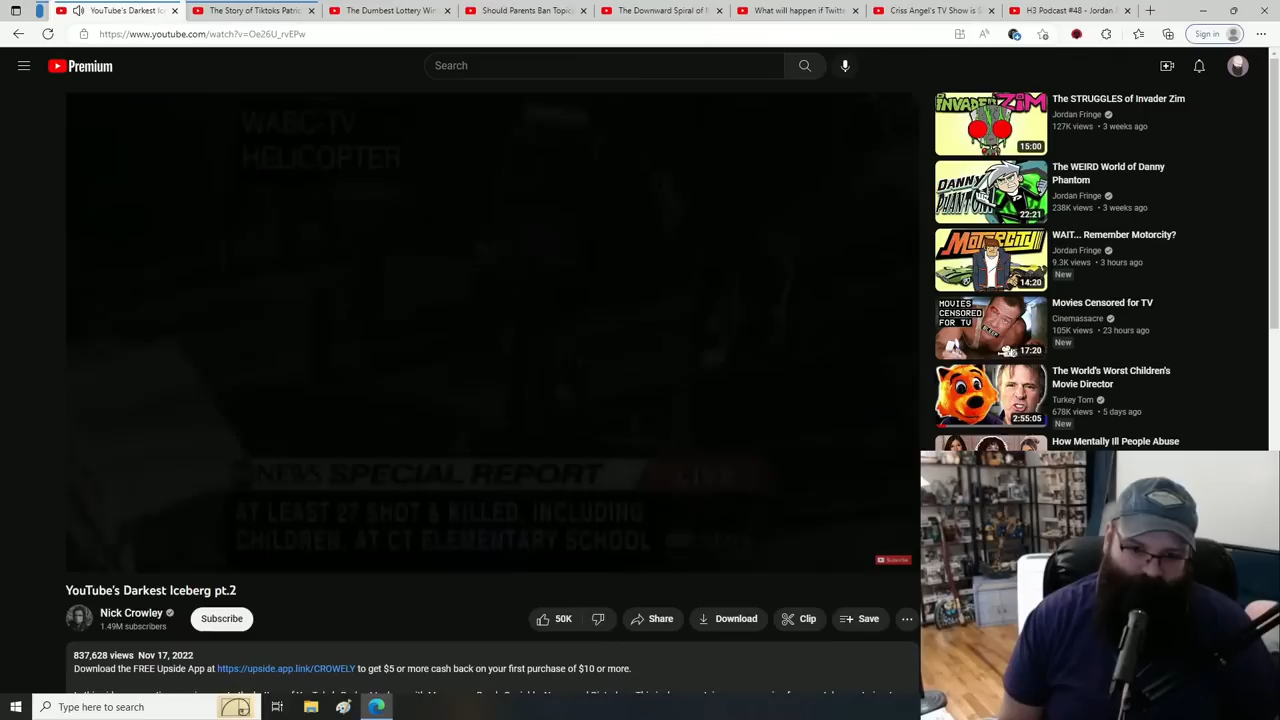 YouTube's Darkest Ice
The Story of Tiktoks Patri
The Dumbest Lottery Win
Should Parents Ban Topic
The Downward Spiral of
What will happen if Twitte
Criss Angel's TV Show is
H3 Podcast #48 - Jordan
https://www.youtube.com/watch?v=Oe26U_rvEPw
Sign in
Premium
Search
WABC-TV
HELICOPTER
NEWS SPECIAL REPORT
LIVE
AT LEAST 27 SHOT & KILLED, INCLUDING
CHILDREN, AT CT ELEMENTARY SCHOOL
Subscribe
YouTube's Darkest Iceberg pt.2
Nick Crowley
1.49M subscribers
Subscribe
50K
Share
Download
Clip
Save
837,628 views Nov 17, 2022
Download the FREE Upside App at https://upside.app.link/CROWELY to get $5 or more cash back on your first purchase of $10 or more.
INVADER ZIM
15:00
The STRUGGLES of Invader Zim
Jordan Fringe
127K views • 3 weeks ago
DANNY
PHANTOM
22:21
The WEIRD World of Danny
Phantom
Jordan Fringe
238K views • 3 weeks ago
MOTORCITY
14:20
WAIT... Remember Motorcity?
Jordan Fringe
9.3K views • 3 hours ago
New
MOVIES
CENSORED
FOR TV
BLEEP
17:20
Movies Censored for TV
Cinemassacre
105K views • 23 hours ago
New
2:55:05
The World's Worst Children's
Movie Director
Turkey Tom
678K views • 5 days ago
New
How Mentally Ill People Abuse
Type here to search